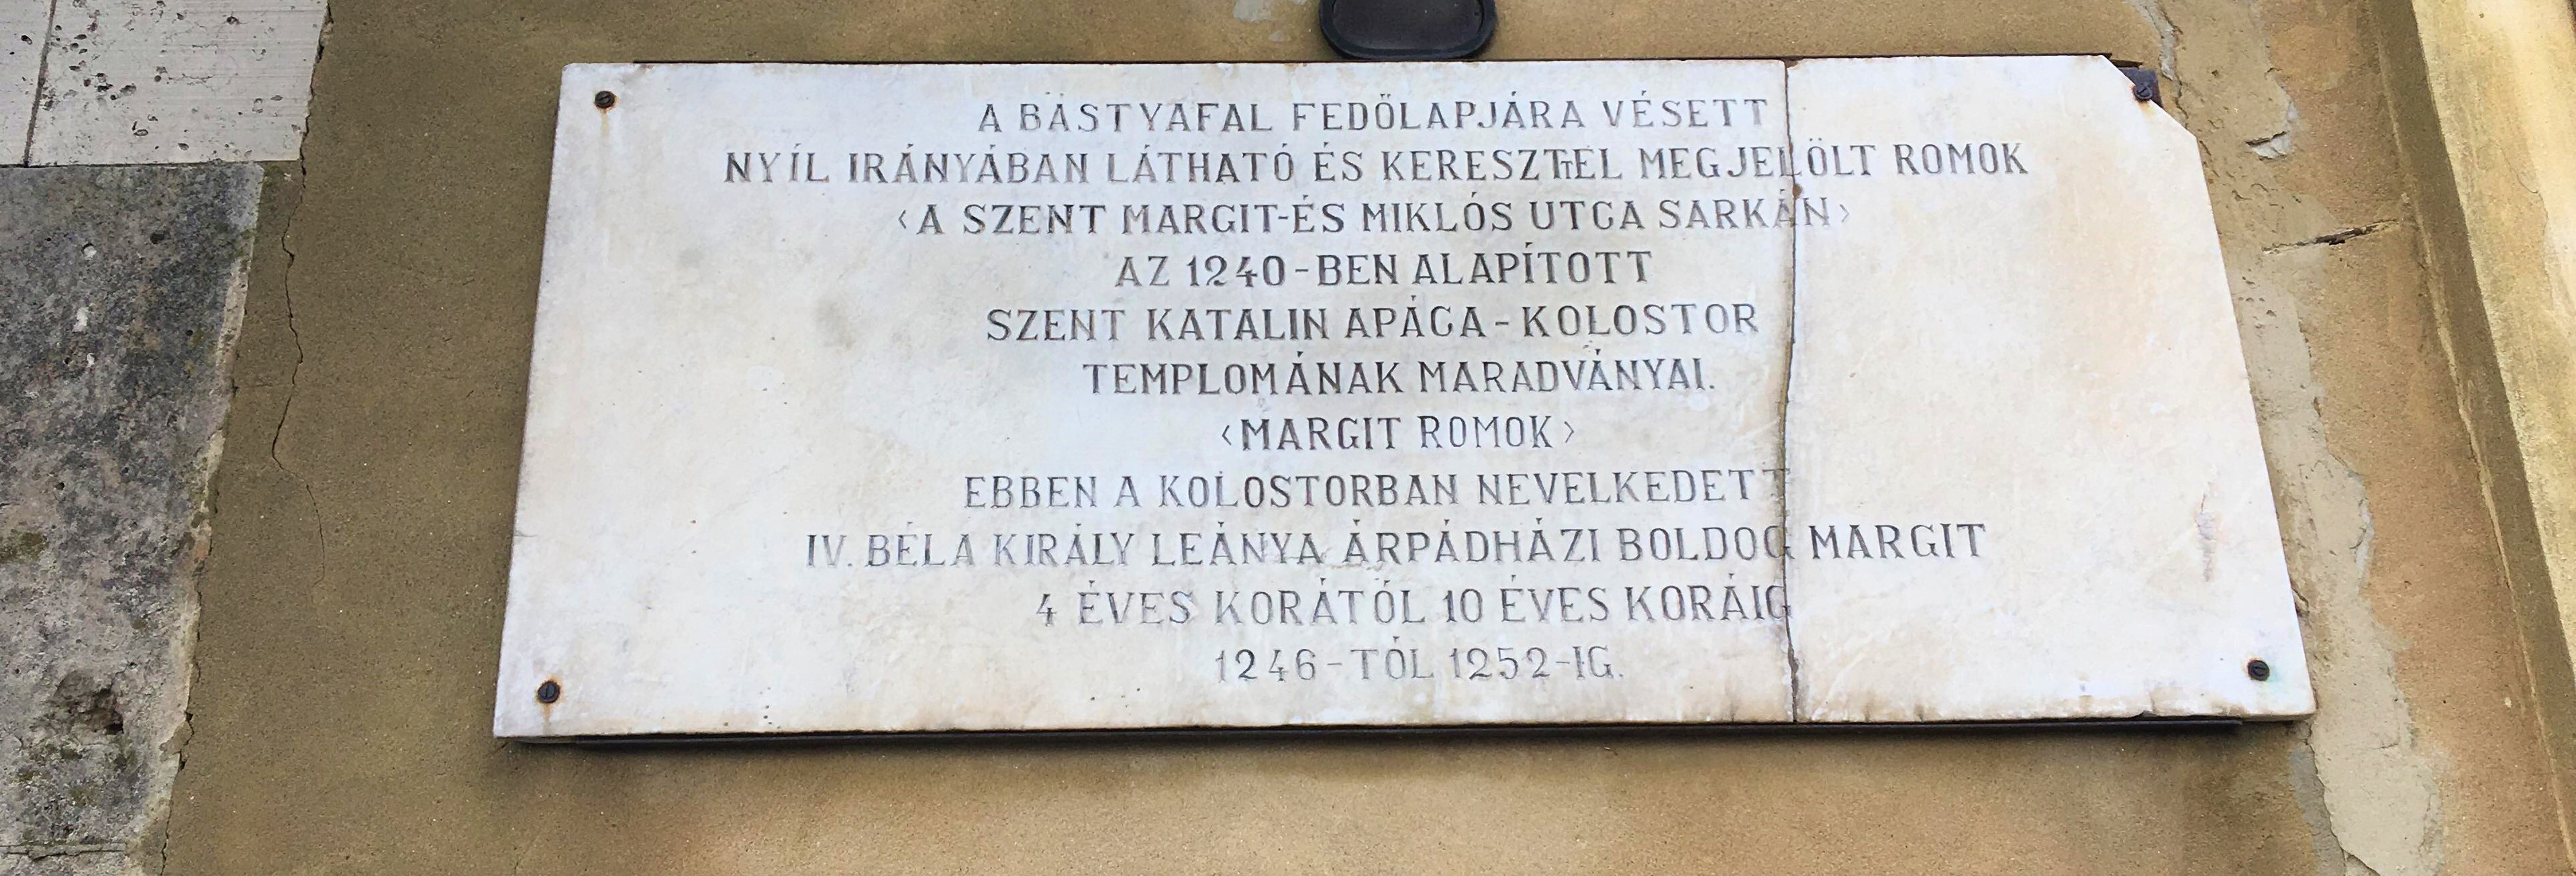 A BÁSTYAFAL FEDŐLAPJÁRA VÉSETT
NYÍL IRÁNYÁBAN LÁTHATÓ ÉS KERESZTTEL MEGJELÖLT ROMOK
‹A SZENT MARGIT-ÉS MIKLÓS UTCA SARKÁN›
AZ 1240-BEN ALAPÍTOTT
SZENT KATALIN APÁCA-KOLOSTOR
TEMPLOMÁNAK MARADVÁNYAI.
‹MARGIT ROMOK›
EBBEN A KOLOSTORBAN NEVELKEDETT
IV. BÉLA KIRÁLY LEÁNYA ÁRPÁDHÁZI BOLDOG MARGIT
4 ÉVES KORÁTÓL 10 ÉVES KORÁIG
1246-TÓL 1252-IG.